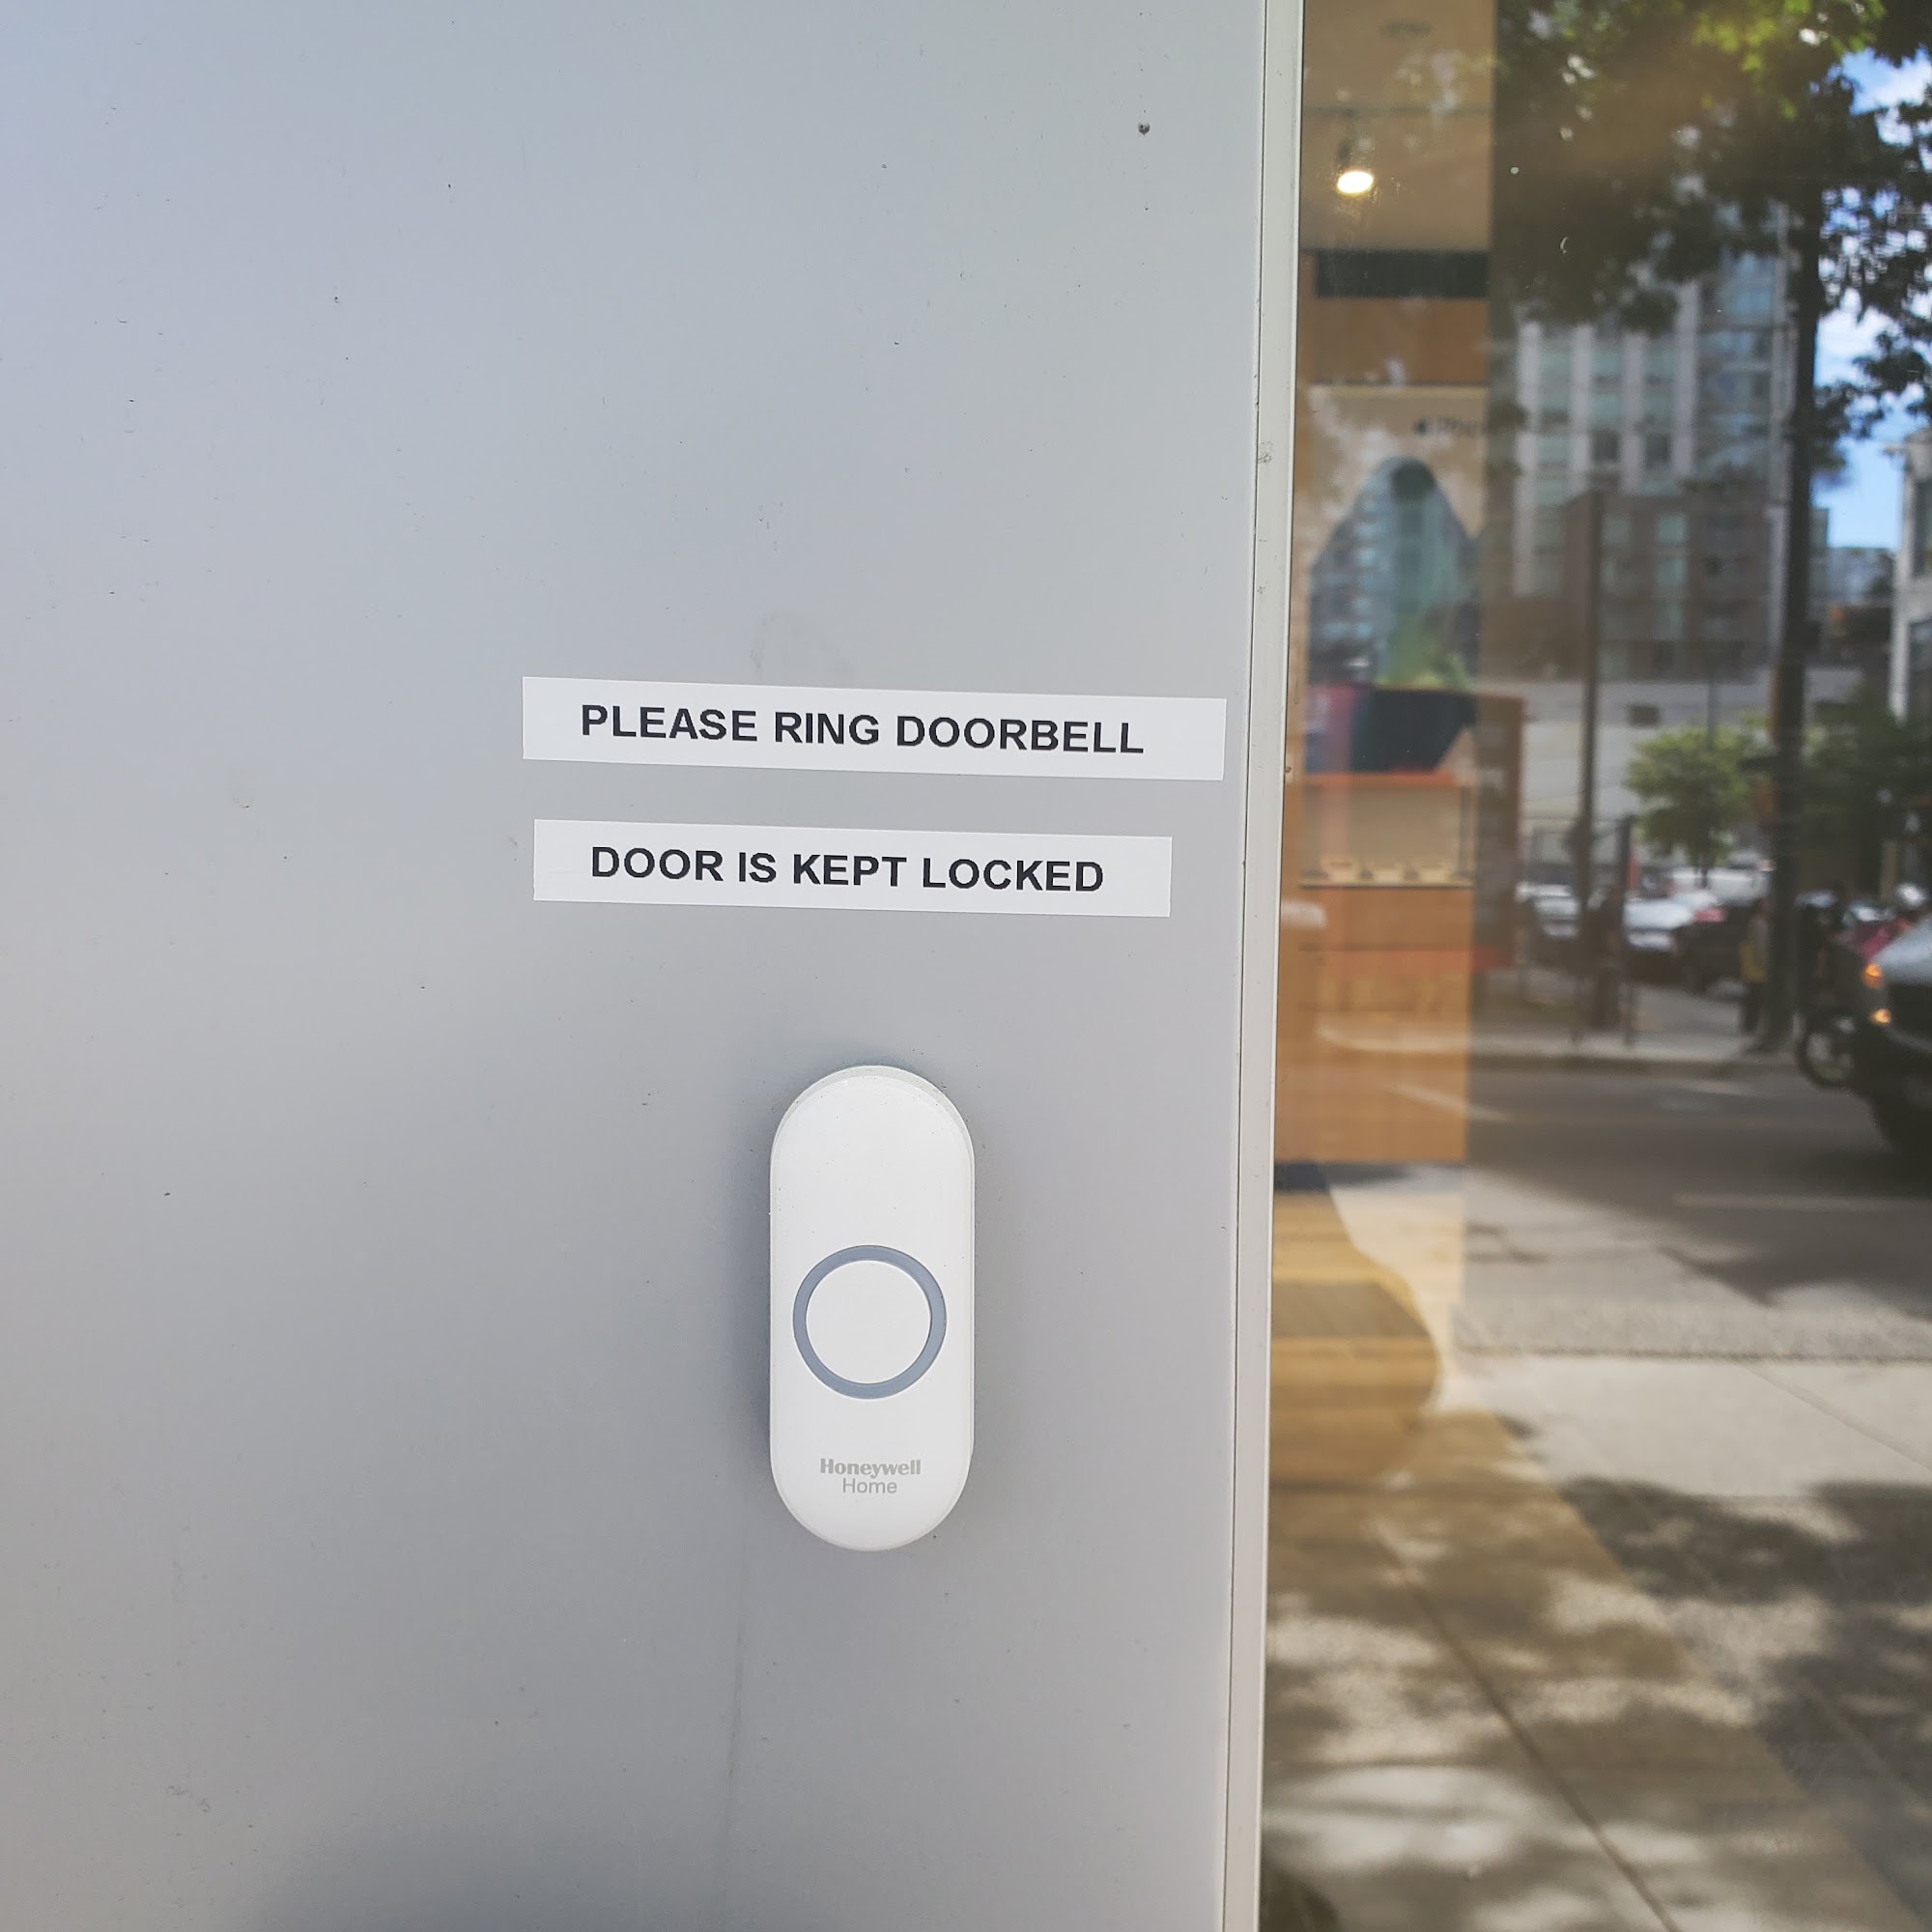 PLEASE RING DOORBELL
DOOR IS KEPT LOCKED
Honeywell
Home